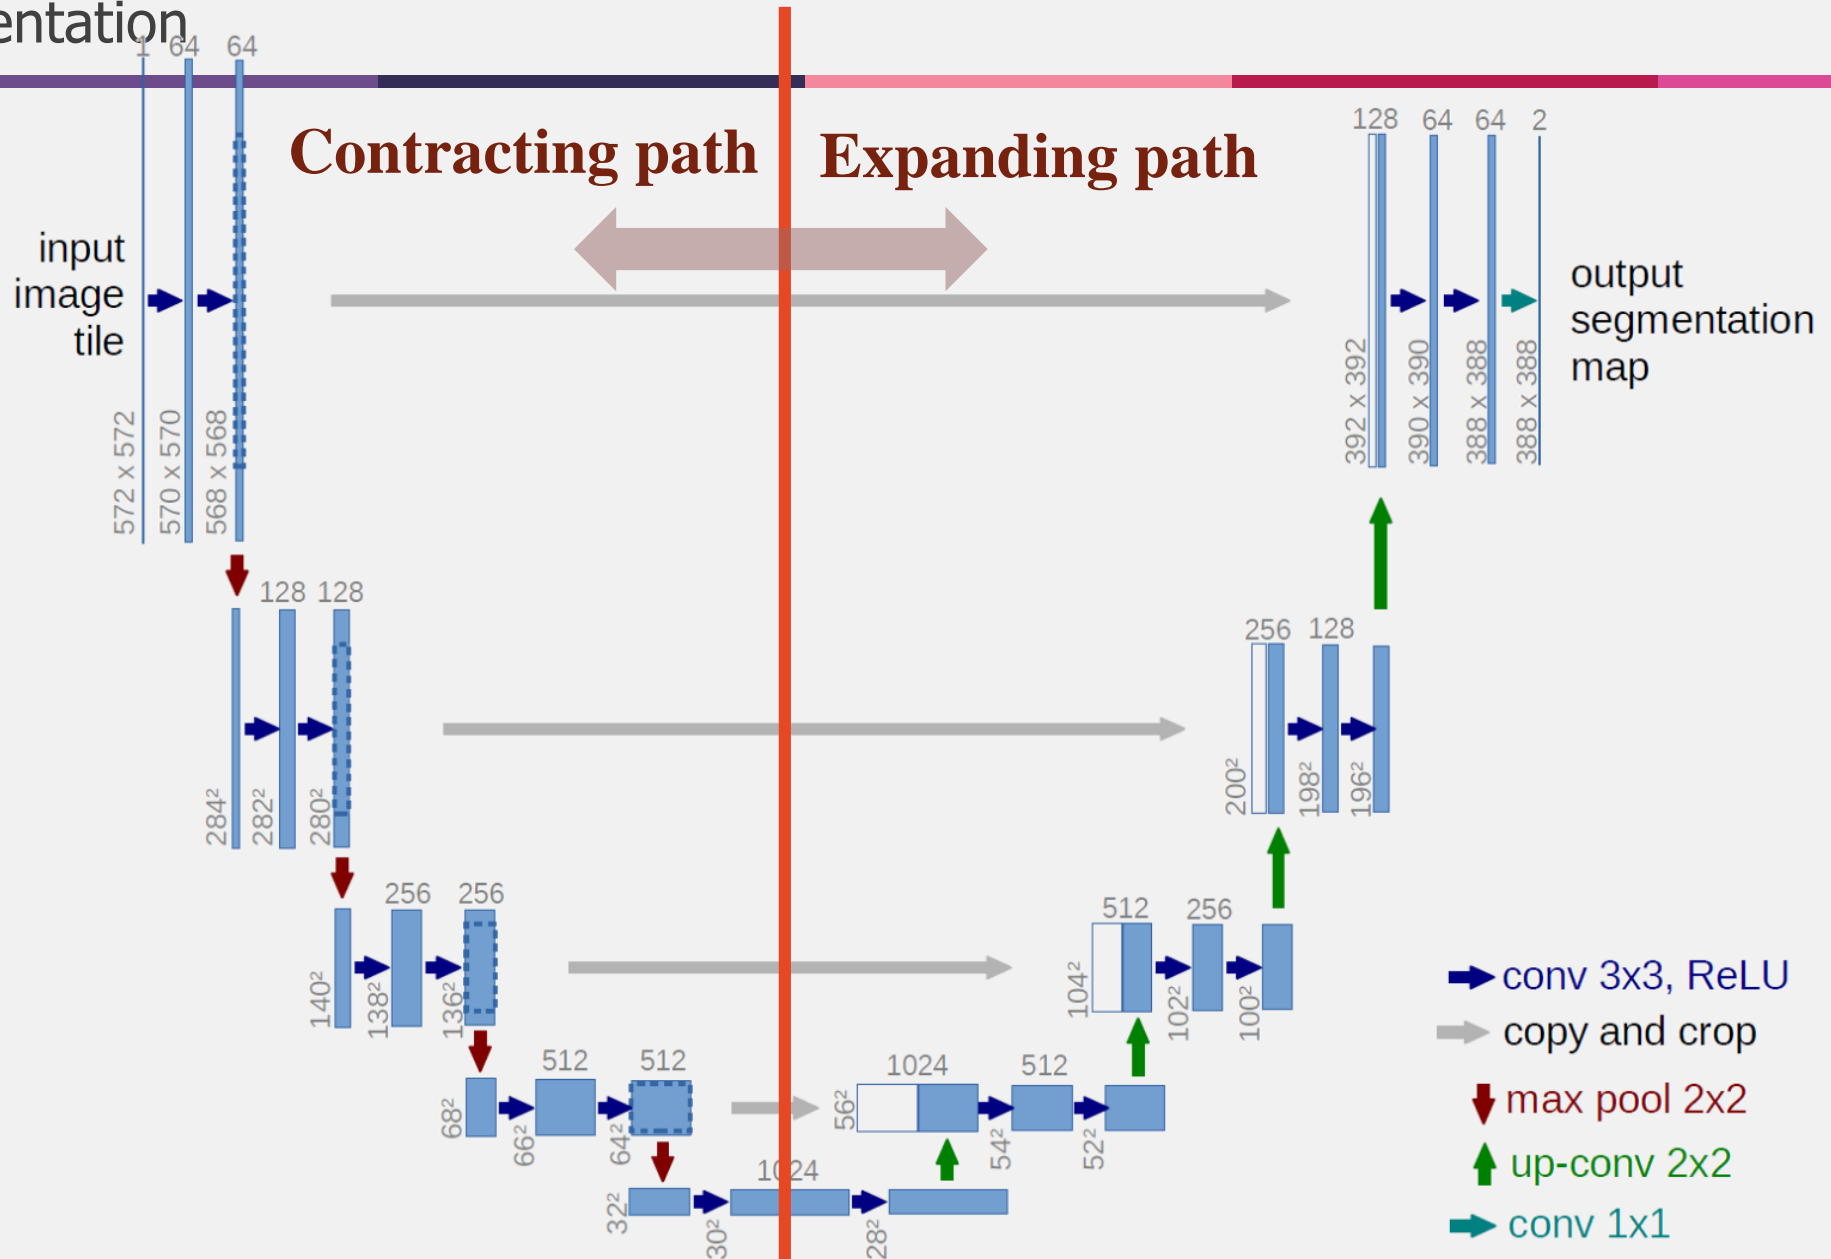 entation
1 64 64
Contracting path
Expanding path
128 64 64 2
input
image
tile
output
segmentation
map
572 x 572
570 x 570
568 x 568
392 x 392
390 x 390
388 x 388
388 x 388
128 128
256 128
284²
282²
280²
200²
198²
196²
256 256
512 256
140²
138²
136²
104²
102²
100²
512 512
1024 512
68²
66²
64²
56²
54²
52²
1024
32²
30²
28²
conv 3x3, ReLU
copy and crop
max pool 2x2
up-conv 2x2
conv 1x1